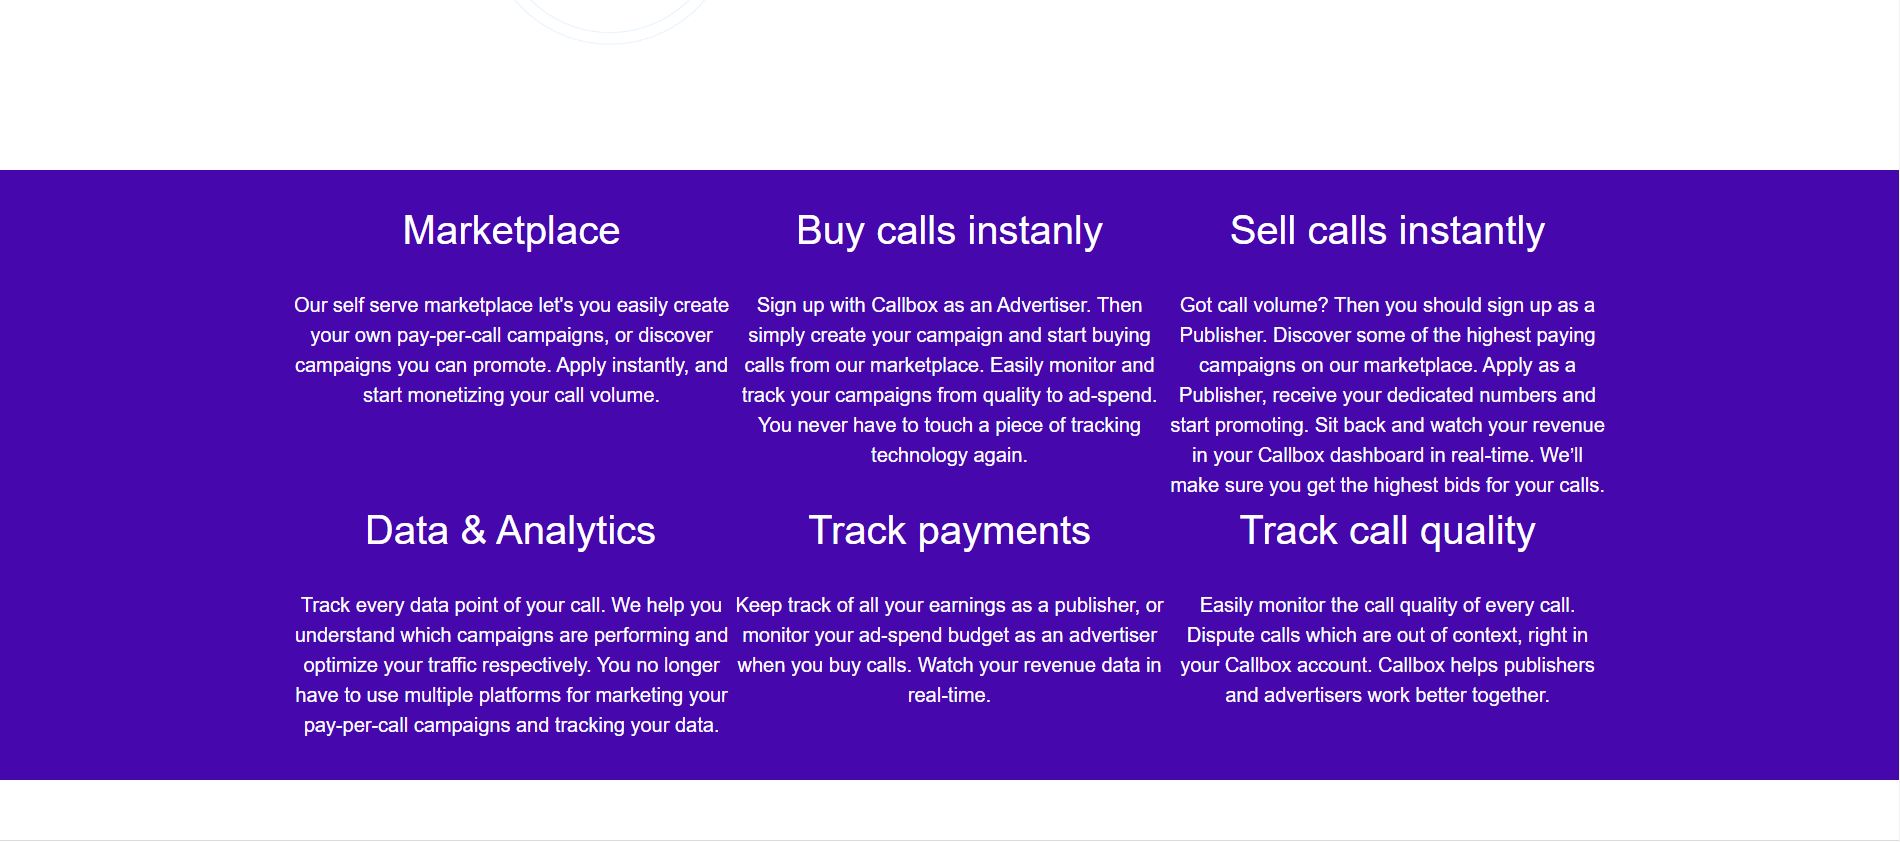 Marketplace
Our self serve marketplace let's you easily create
your own pay-per-call campaigns, or discover
campaigns you can promote. Apply instantly, and
start monetizing your call volume.
Buy calls instanly
Sign up with Callbox as an Advertiser. Then
simply create your campaign and start buying
calls from our marketplace. Easily monitor and
track your campaigns from quality to ad-spend.
You never have to touch a piece of tracking
technology again.
Sell calls instantly
Got call volume? Then you should sign up as a
Publisher. Discover some of the highest paying
campaigns on our marketplace. Apply as a
Publisher, receive your dedicated numbers and
start promoting. Sit back and watch your revenue
in your Callbox dashboard in real-time. We’ll
make sure you get the highest bids for your calls.
Data & Analytics
Track every data point of your call. We help you
understand which campaigns are performing and
optimize your traffic respectively. You no longer
have to use multiple platforms for marketing your
pay-per-call campaigns and tracking your data.
Track payments
Keep track of all your earnings as a publisher, or
monitor your ad-spend budget as an advertiser
when you buy calls. Watch your revenue data in
real-time.
Track call quality
Easily monitor the call quality of every call.
Dispute calls which are out of context, right in
your Callbox account. Callbox helps publishers
and advertisers work better together.